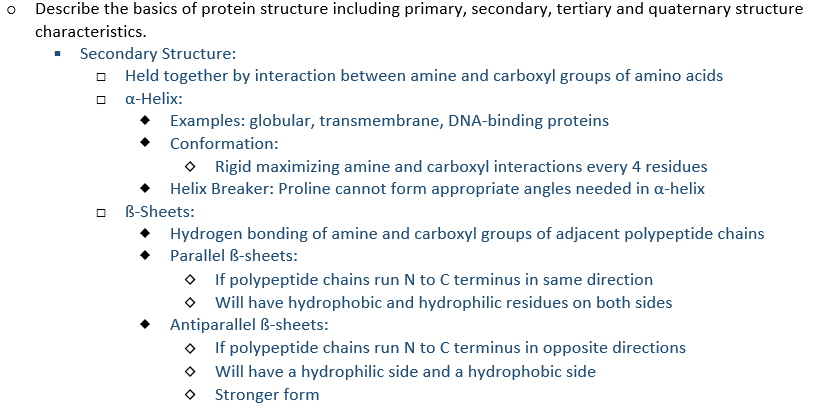 Describe the basics of protein structure including primary, secondary, tertiary and quaternary structure
characteristics.
Secondary Structure:
Held together by interaction between amine and carboxyl groups of amino acids
α-Helix:
Examples: globular, transmembrane, DNA-binding proteins
Conformation:
Rigid maximizing amine and carboxyl interactions every 4 residues
Helix Breaker: Proline cannot form appropriate angles needed in α-helix
ß-Sheets:
Hydrogen bonding of amine and carboxyl groups of adjacent polypeptide chains
Parallel ß-sheets:
If polypeptide chains run N to C terminus in same direction
Will have hydrophobic and hydrophilic residues on both sides
Antiparallel ß-sheets:
If polypeptide chains run N to C terminus in opposite directions
Will have a hydrophilic side and a hydrophobic side
Stronger form